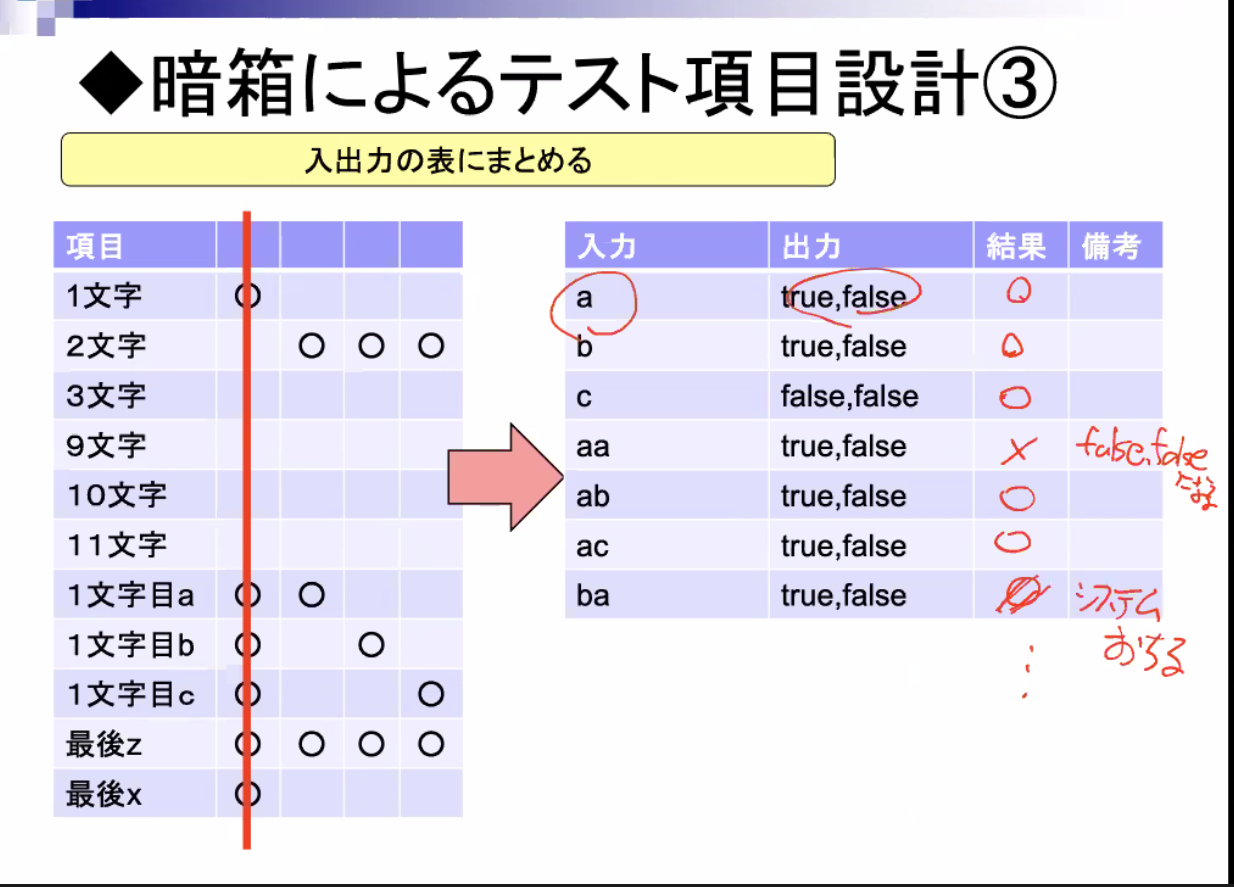 ◆暗箱によるテスト項目設計③
入出力の表にまとめる
項目
1文字 ○
2文字 ○ ○ ○
3文字
9文字
10文字
11文字
1文字目a ○ ○
1文字目b ○ ○
1文字目c ○ ○
最後z ○ ○ ○ ○
最後x ○
入力 出力 結果 備考
a true,false ○
b true,false ○
c false,false ○
aa true,false × false,false
になる
ab true,false ○
ac true,false ○
ba true,false システム
おちる